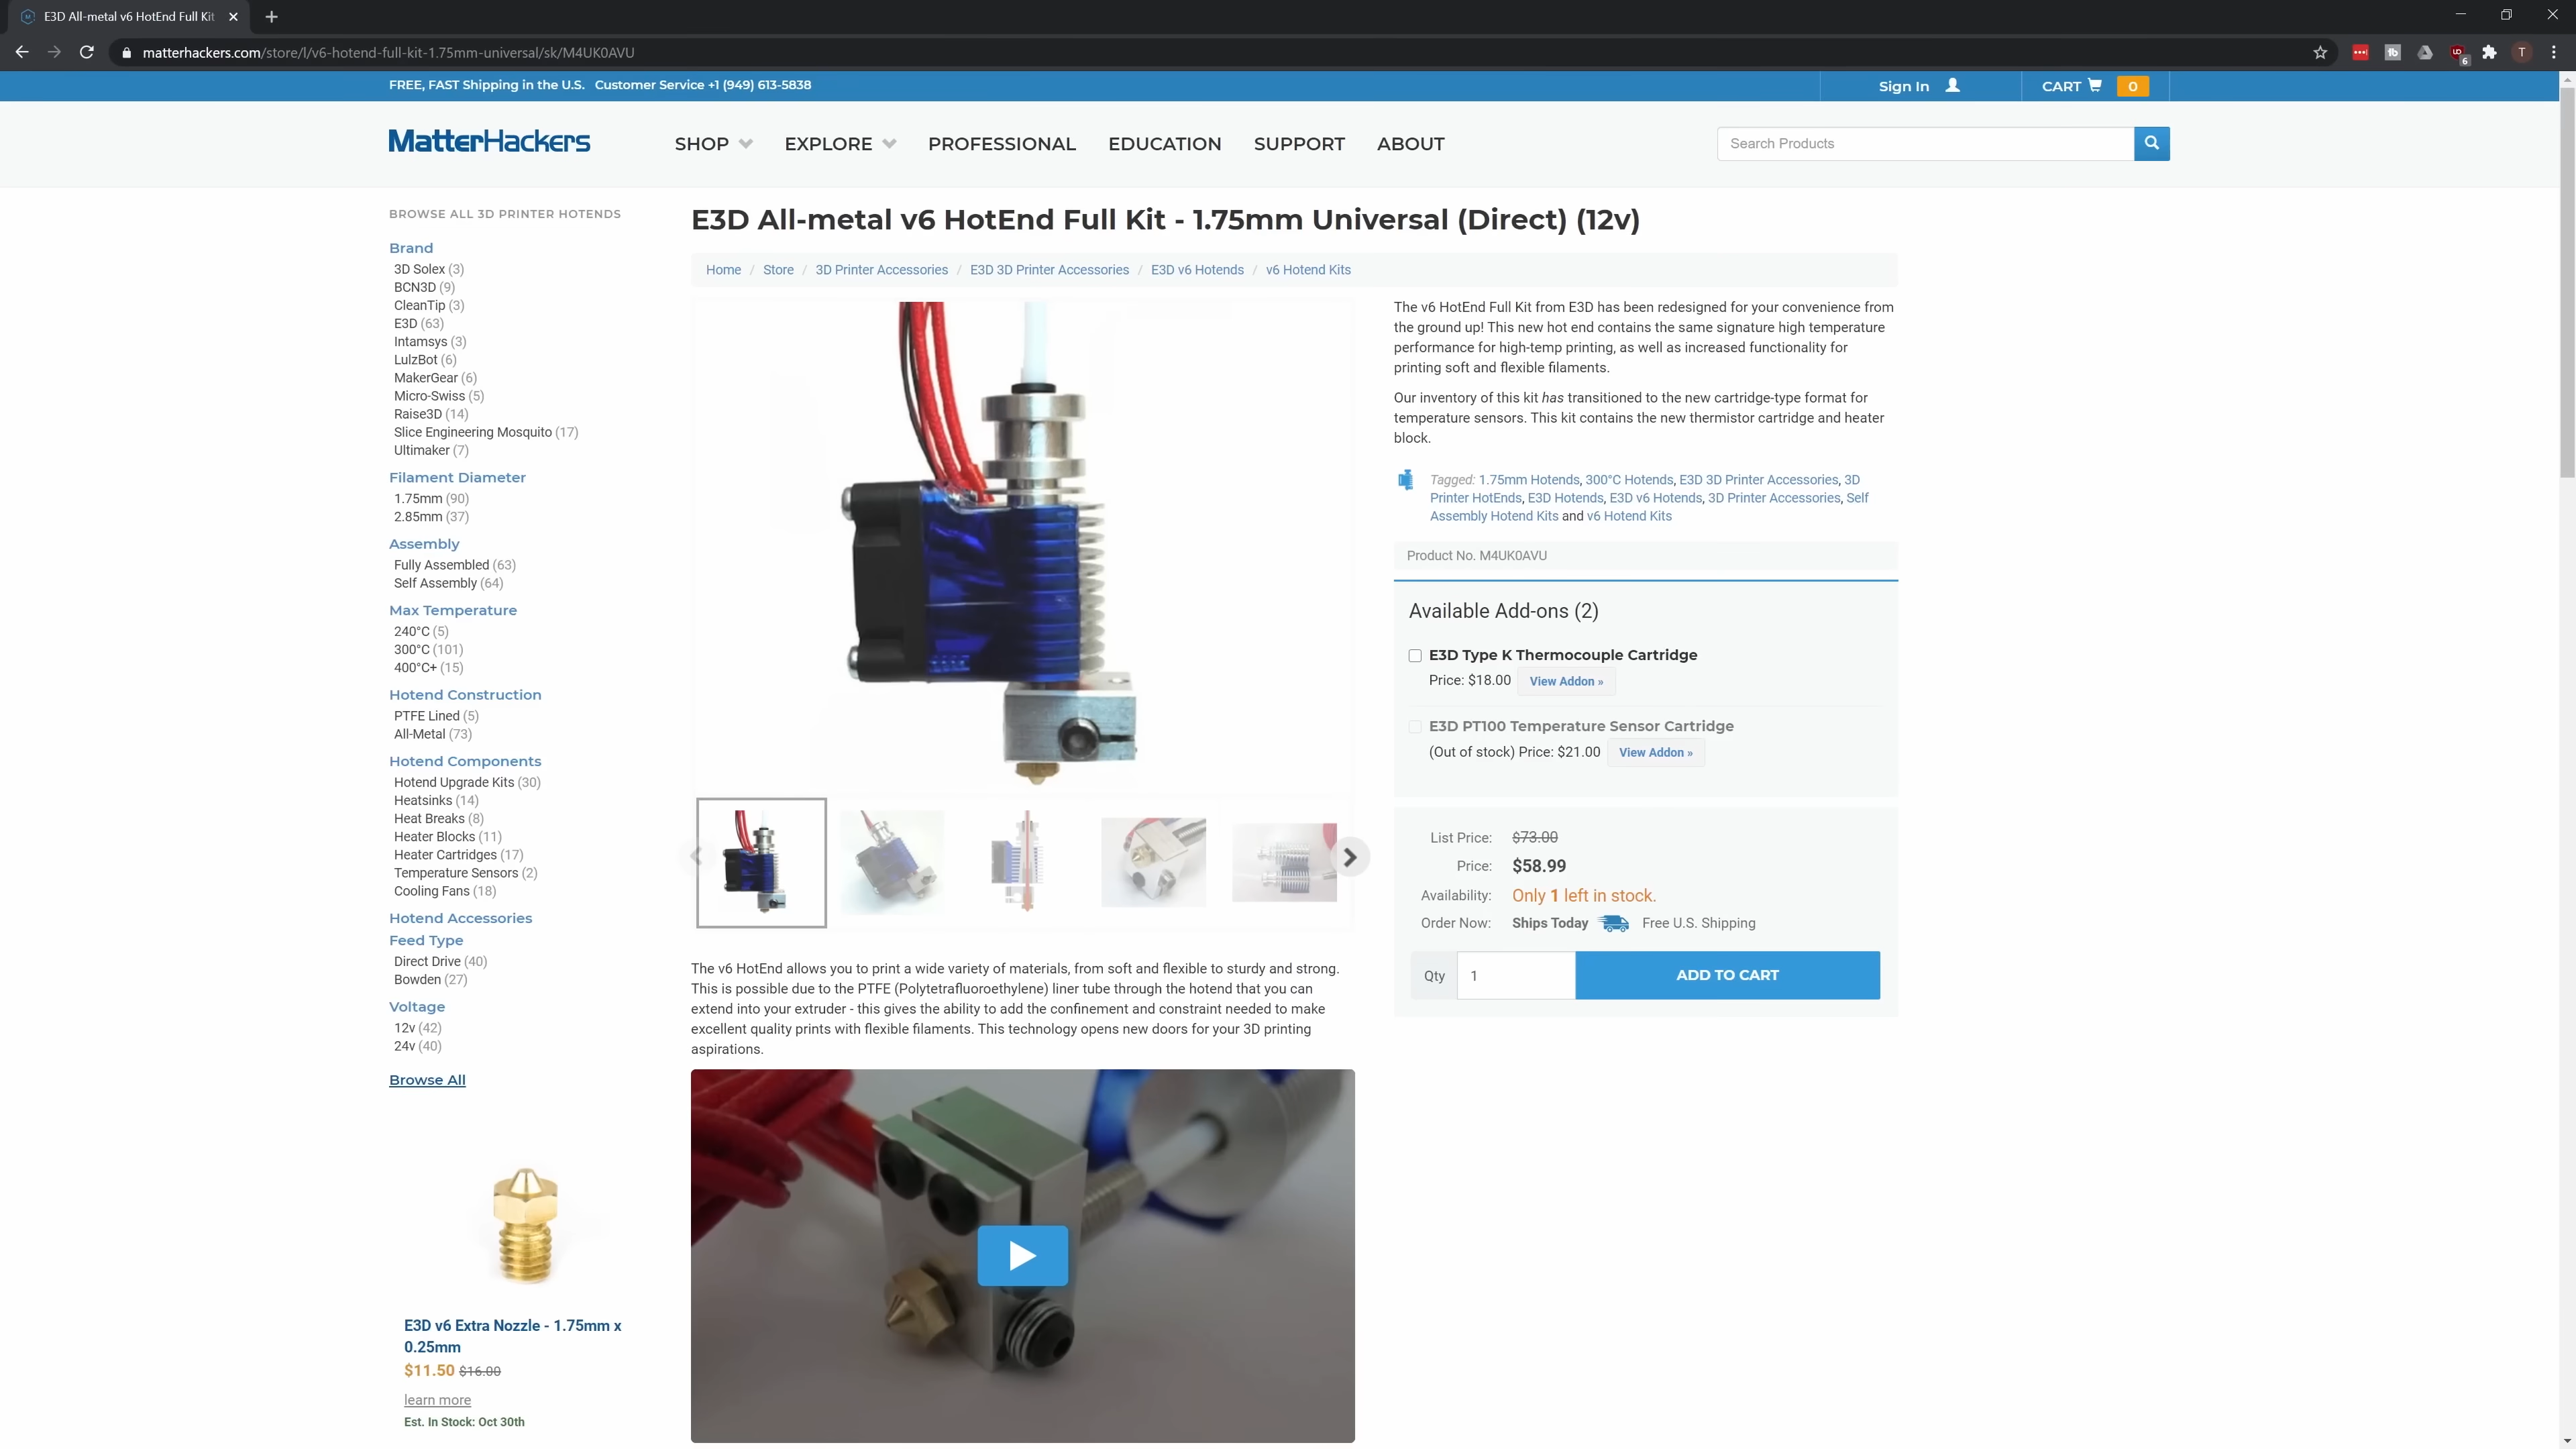 E3D All-metal v6 HotEnd Full Kit
matterhackers.com/store/l/v6-hotend-full-kit-1.75mm-universal/sk/M4UK0AVU
6
T
FREE, FAST Shipping in the U.S. Customer Service +1 (949) 613-5838
Sign In
CART 0
MatterHackers
SHOP EXPLORE PROFESSIONAL EDUCATION SUPPORT ABOUT
Search Products
BROWSE ALL 3D PRINTER HOTENDS
Brand
3D Solex (3)
BCN3D (9)
CleanTip (3)
E3D (63)
Intamsys (3)
LulzBot (6)
MakerGear (6)
Micro-Swiss (5)
Raise3D (14)
Slice Engineering Mosquito (17)
Ultimaker (7)
Filament Diameter
1.75mm (90)
2.85mm (37)
Assembly
Fully Assembled (63)
Self Assembly (64)
Max Temperature
240°C (5)
300°C (101)
400°C+ (15)
Hotend Construction
PTFE Lined (5)
All-Metal (73)
Hotend Components
Hotend Upgrade Kits (30)
Heatsinks (14)
Heat Breaks (8)
Heater Blocks (11)
Heater Cartridges (17)
Temperature Sensors (2)
Cooling Fans (18)
Hotend Accessories
Feed Type
Direct Drive (40)
Bowden (27)
Voltage
12v (42)
24v (40)
Browse All
E3D v6 Extra Nozzle - 1.75mm x
0.25mm
$11.50 $16.00
learn more
Est. In Stock: Oct 30th
E3D All-metal v6 HotEnd Full Kit - 1.75mm Universal (Direct) (12v)
Home / Store / 3D Printer Accessories / E3D 3D Printer Accessories / E3D v6 Hotends / v6 Hotend Kits
The v6 HotEnd allows you to print a wide variety of materials, from soft and flexible to sturdy and strong.
This is possible due to the PTFE (Polytetrafluoroethylene) liner tube through the hotend that you can
extend into your extruder - this gives the ability to add the confinement and constraint needed to make
excellent quality prints with flexible filaments. This technology opens new doors for your 3D printing
aspirations.
The v6 HotEnd Full Kit from E3D has been redesigned for your convenience from
the ground up! This new hot end contains the same signature high temperature
performance for high-temp printing, as well as increased functionality for
printing soft and flexible filaments.
Our inventory of this kit has transitioned to the new cartridge-type format for
temperature sensors. This kit contains the new thermistor cartridge and heater
block.
Tagged: 1.75mm Hotends, 300°C Hotends, E3D 3D Printer Accessories, 3D
Printer HotEnds, E3D Hotends, E3D v6 Hotends, 3D Printer Accessories, Self
Assembly Hotend Kits and v6 Hotend Kits
Product No. M4UK0AVU
Available Add-ons (2)
E3D Type K Thermocouple Cartridge
Price: $18.00 View Addon »
E3D PT100 Temperature Sensor Cartridge
(Out of stock) Price: $21.00 View Addon »
List Price: $73.00
Price: $58.99
Availability: Only 1 left in stock.
Order Now: Ships Today Free U.S. Shipping
Qty 1 ADD TO CART